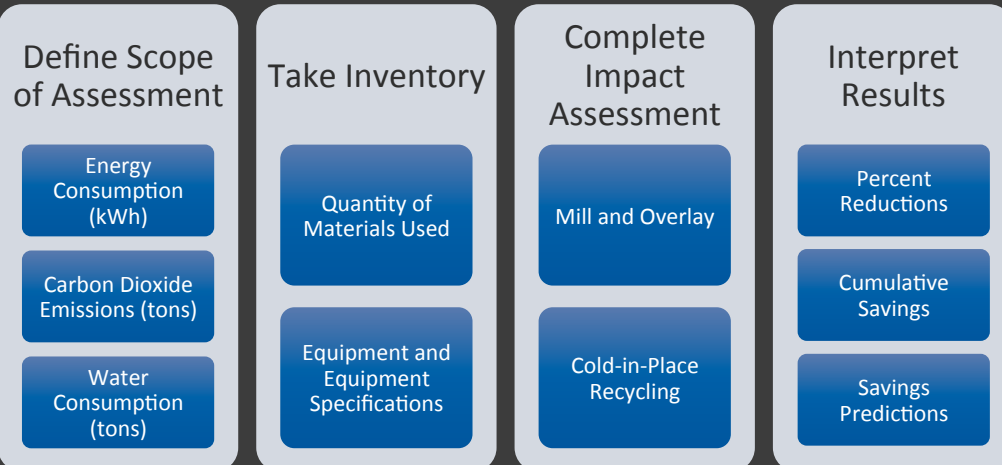 Define Scope
of Assessment
Energy
Consumption
(kWh)
Carbon Dioxide
Emissions (tons)
Water
Consumption
(tons)
Take Inventory
Quantity of
Materials Used
Equipment and
Equipment
Specifications
Complete
Impact
Assessment
Mill and Overlay
Cold-in-Place
Recycling
Interpret
Results
Percent
Reductions
Cumulative
Savings
Savings
Predictions